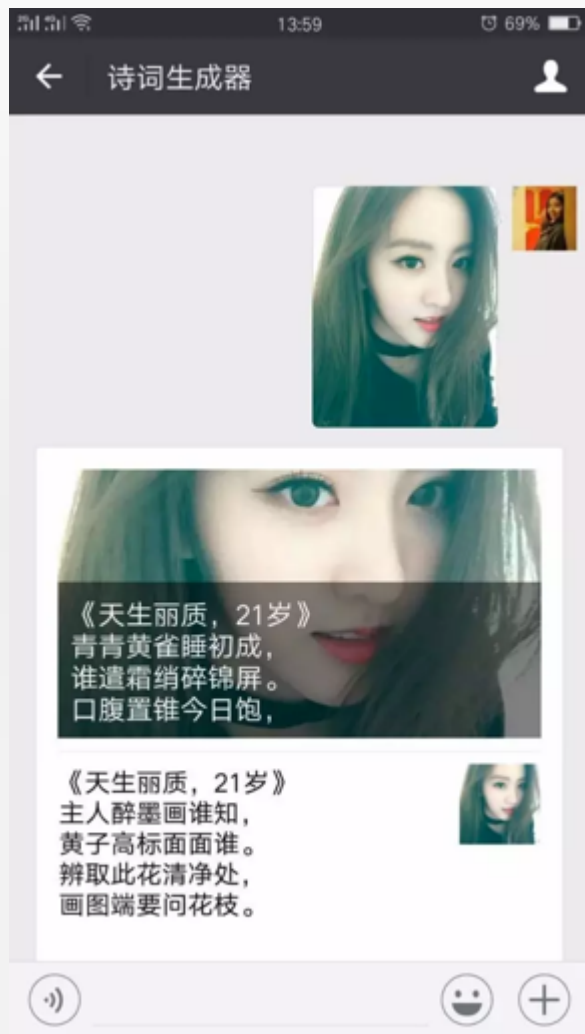 13:59
69%
诗词生成器
《天生丽质，21岁》
青青黄雀睡初成，
谁遣霜绡碎锦屏。
口腹置锥今日饱，
《天生丽质，21岁》
主人醉墨画谁知，
黄子高标面面谁。
辨取此花清净处，
画图端要问花枝。